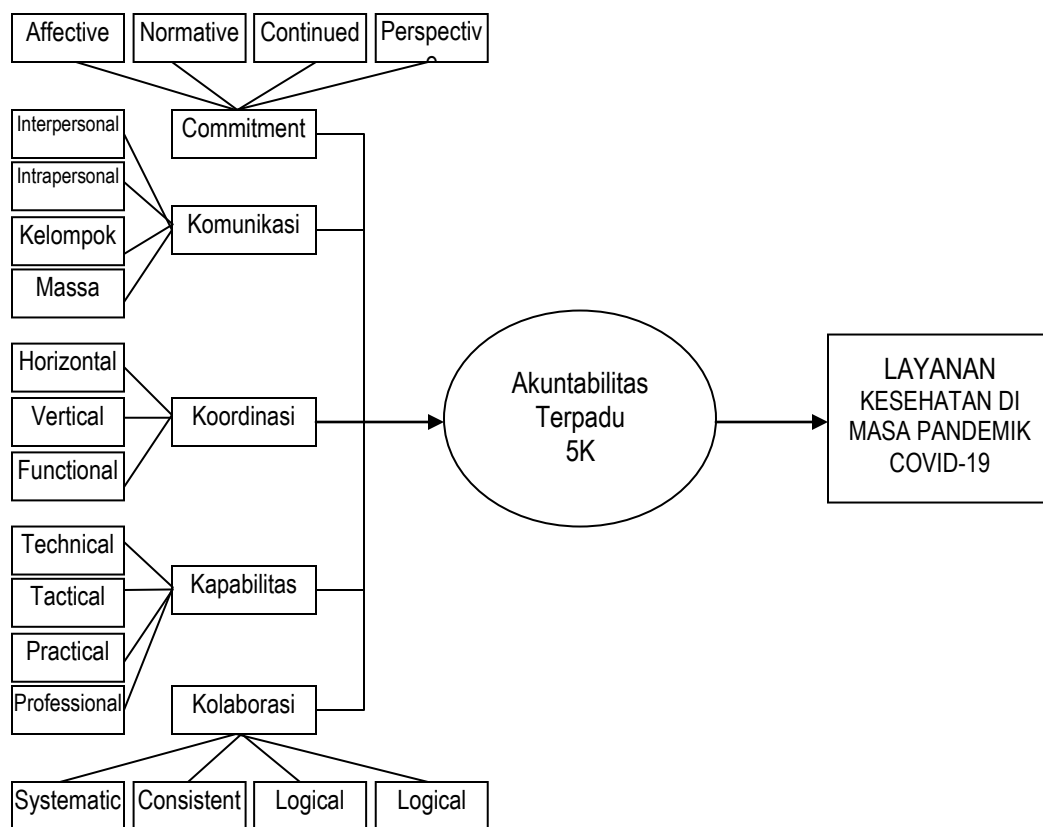 Affective
Normative
Continued
Perspectiv
Commitment
Interpersonal
Intrapersonal
Kelompok
Massa
Komunikasi
Horizontal
Vertical
Functional
Koordinasi
Technical
Tactical
Practical
Professional
Kapabilitas
Kolaborasi
Systematic
Consistent
Logical
Logical
Akuntabilitas
Terpadu
5K
LAYANAN
KESEHATAN DI
MASA PANDEMIK
COVID-19